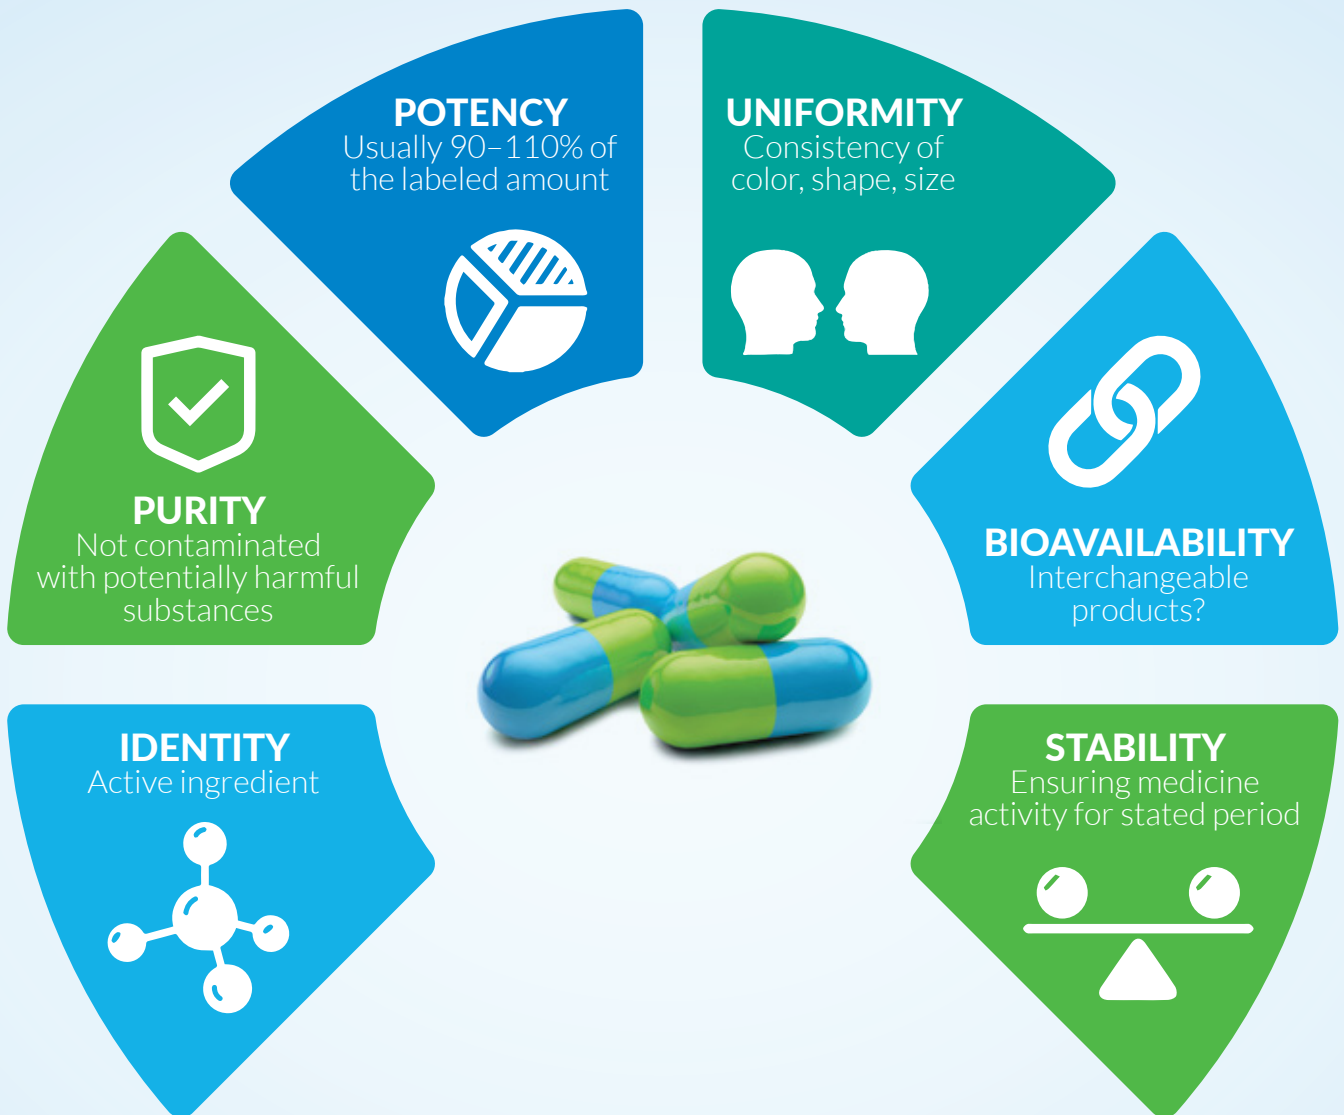 POTENCY
Usually 90–110% of
the labeled amount
UNIFORMITY
Consistency of
color, shape, size
PURITY
Not contaminated
with potentially harmful
substances
BIOAVAILABILITY
Interchangeable
products?
IDENTITY
Active ingredient
STABILITY
Ensuring medicine
activity for stated period